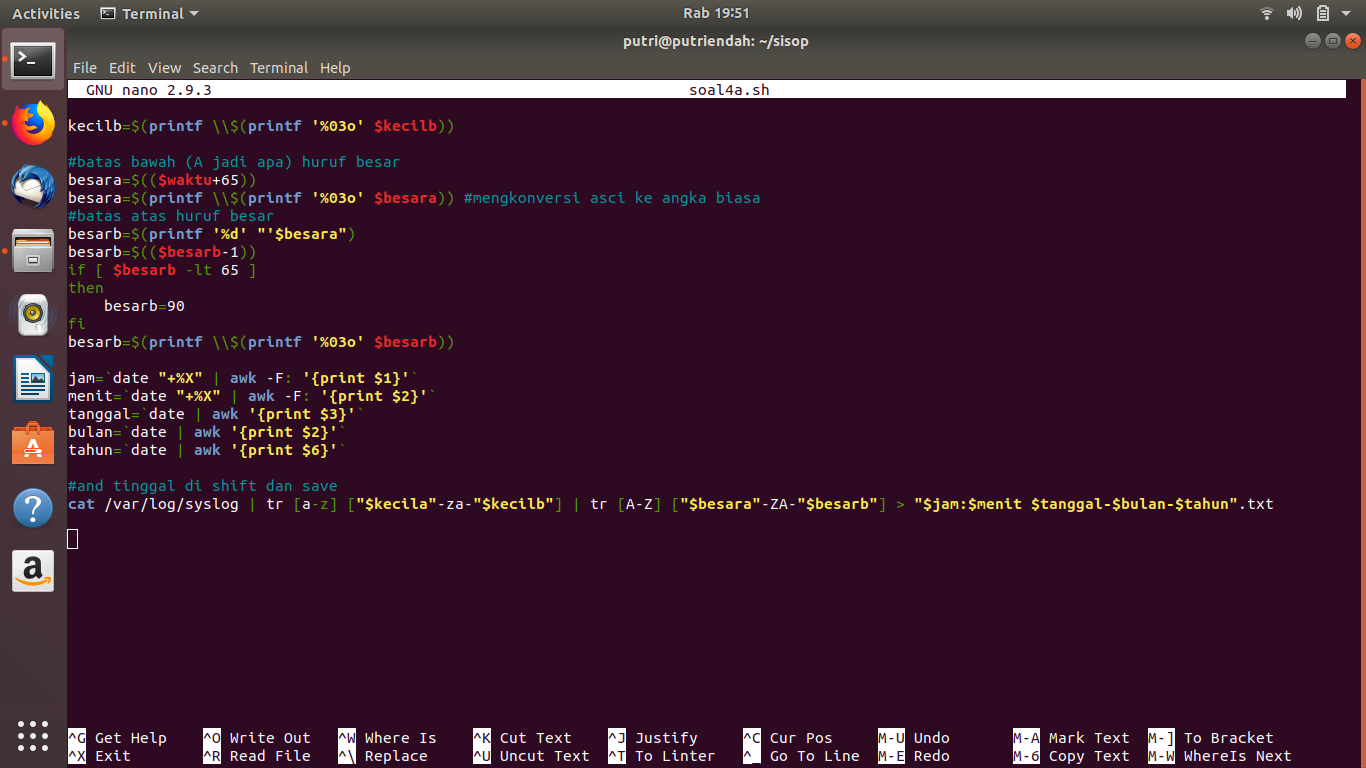 Activities Terminal Rab 19:51
putri@putriendah: ~/sisop
File Edit View Search Terminal Help
GNU nano 2.9.3 soal4a.sh
kecilb=$(printf \\$(printf '%03o' $kecilb))
#batas bawah (A jadi apa) huruf besar
besara=$(($waktu+65))
besara=$(printf \\$(printf '%03o' $besara)) #mengkonversi asci ke angka biasa
#batas atas huruf besar
besarb=$(printf '%d' "'$besara")
besarb=$(($besarb-1))
if [ $besarb -lt 65 ]
then
    besarb=90
fi
besarb=$(printf \\$(printf '%03o' $besarb))
jam=`date "+%X" | awk -F: '{print $1}'`
menit=`date "+%X" | awk -F: '{print $2}'`
tanggal=`date | awk '{print $3}'`
bulan=`date | awk '{print $2}'`
tahun=`date | awk '{print $6}'`
#and tinggal di shift dan save
cat /var/log/syslog | tr [a-z] ["$kecila"-za-"$kecilb"] | tr [A-Z] ["$besara"-ZA-"$besarb"] > "$jam:$menit $tanggal-$bulan-$tahun".txt
^G Get Help ^O Write Out ^W Where Is ^K Cut Text ^J Justify ^C Cur Pos M-U Undo M-A Mark Text M-] To Bracket
^X Exit ^R Read File ^\ Replace ^U Uncut Text ^T To Linter ^_ Go To Line M-E Redo M-6 Copy Text M-W WhereIs Next